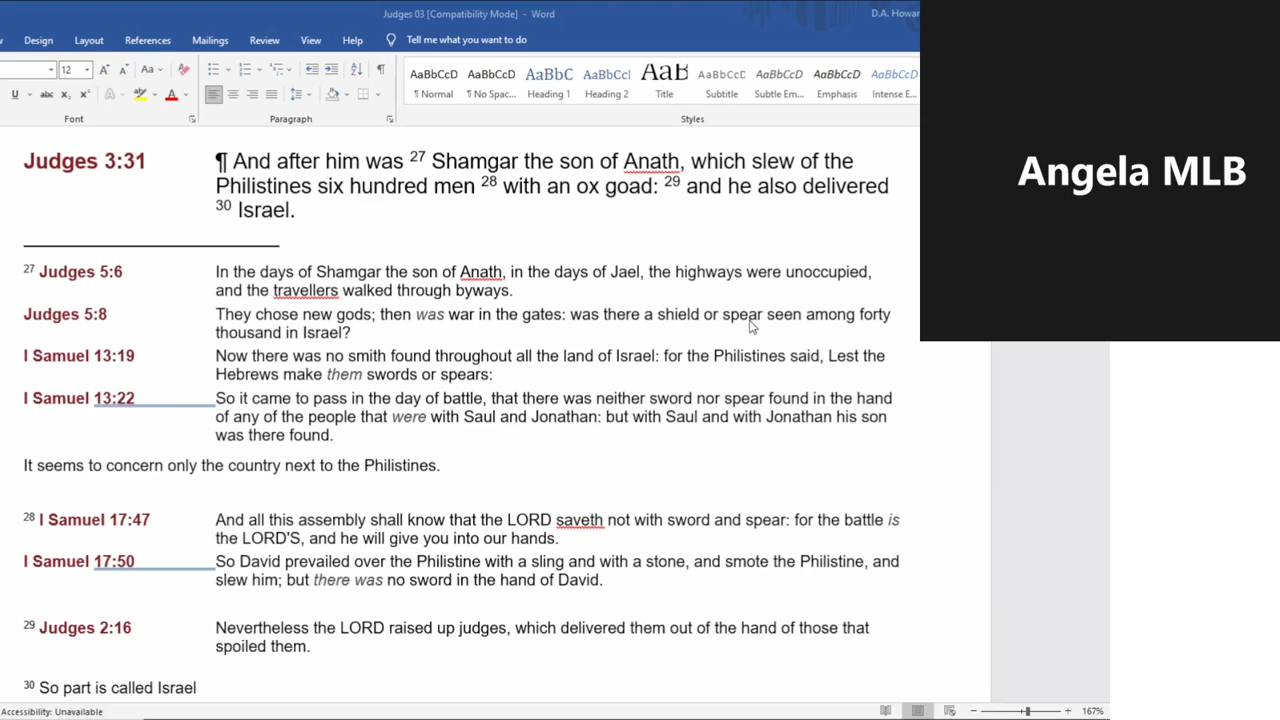 Judges 03 [Compatibility Mode] - Word
D.A. Howar
Design Layout References Mailings Review View Help Tell me what you want to do
12 Aa
AaBbCcD AaBbCcD AaBbC AaBbCcI AaB AaBbCcD AaBbCcD AaBbCcD AaBbCcD
¶ Normal ¶ No Spac... Heading 1 Heading 2 Title Subtitle Subtle Em... Emphasis Intense E...
Font Paragraph Styles
Angela MLB
Judges 3:31 ¶ And after him was 27 Shamgar the son of Anath, which slew of the
Philistines six hundred men 28 with an ox goad: 29 and he also delivered
30 Israel.
27 Judges 5:6 In the days of Shamgar the son of Anath, in the days of Jael, the highways were unoccupied,
and the travellers walked through byways.
Judges 5:8 They chose new gods; then was war in the gates: was there a shield or spear seen among forty
thousand in Israel?
I Samuel 13:19 Now there was no smith found throughout all the land of Israel: for the Philistines said, Lest the
Hebrews make them swords or spears:
I Samuel 13:22 So it came to pass in the day of battle, that there was neither sword nor spear found in the hand
of any of the people that were with Saul and Jonathan: but with Saul and with Jonathan his son
was there found.
It seems to concern only the country next to the Philistines.
28 I Samuel 17:47 And all this assembly shall know that the LORD saveth not with sword and spear: for the battle is
the LORD'S, and he will give you into our hands.
I Samuel 17:50 So David prevailed over the Philistine with a sling and with a stone, and smote the Philistine, and
slew him; but there was no sword in the hand of David.
29 Judges 2:16 Nevertheless the LORD raised up judges, which delivered them out of the hand of those that
spoiled them.
30 So part is called Israel
Accessibility: Unavailable 167%